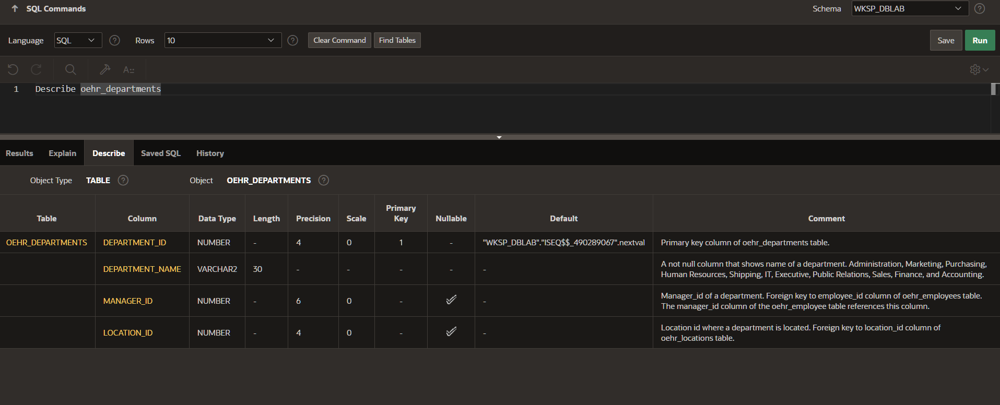 SQL Commands
Schema WKSP_DBLAB
Language SQL Rows 10 Clear Command Find Tables Save Run
A::
1 Describe oehr_departments
Results Explain Describe Saved SQL History
Object Type TABLE Object OEHR_DEPARTMENTS
Table Column Data Type Length Precision Scale Primary Key Nullable Default Comment
OEHR_DEPARTMENTS DEPARTMENT_ID NUMBER - 4 0 1 - "WKSP_DBLAB"."ISEQ$$_490289067".nextval Primary key column of oehr_departments table.
DEPARTMENT_NAME VARCHAR2 30 - - - - - A not null column that shows name of a department. Administration, Marketing, Purchasing,
Human Resources, Shipping, IT, Executive, Public Relations, Sales, Finance, and Accounting.
MANAGER_ID NUMBER - 6 0 - - Manager_id of a department. Foreign key to employee_id column of oehr_employees table.
The manager_id column of the oehr_employee table references this column.
LOCATION_ID NUMBER - 4 0 - - Location id where a department is located. Foreign key to location_id column of
oehr_locations table.